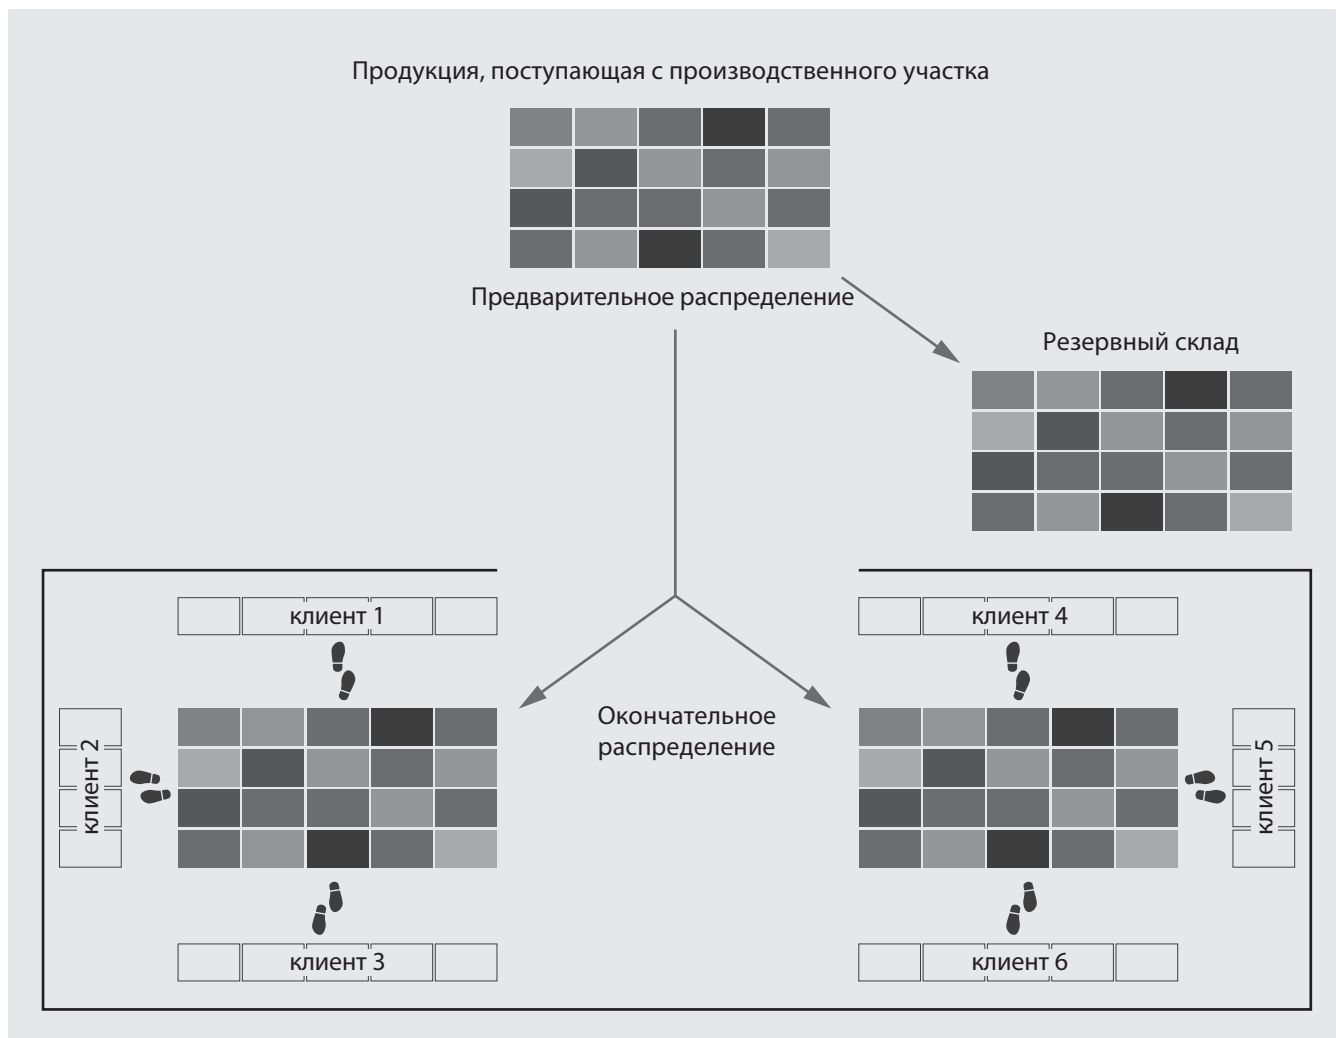 Продукция, поступающая с производственного участка
Предварительное распределение
Резервный склад
клиент 1
клиент 4
клиент 2
Окончательное
распределение
клиент 5
клиент 3
клиент 6